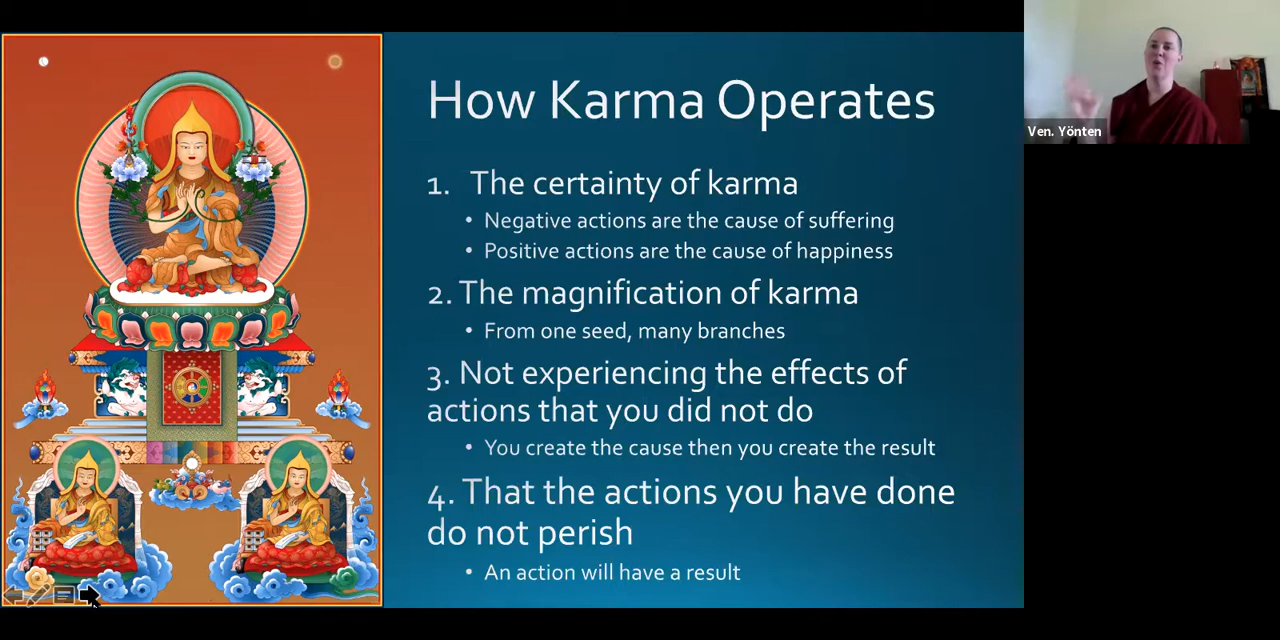 How Karma Operates
1. The certainty of karma
• Negative actions are the cause of suffering
• Positive actions are the cause of happiness
2. The magnification of karma
• From one seed, many branches
3. Not experiencing the effects of
actions that you did not do
• You create the cause then you create the result
4. That the actions you have done
do not perish
• An action will have a result
Ven. Yönten